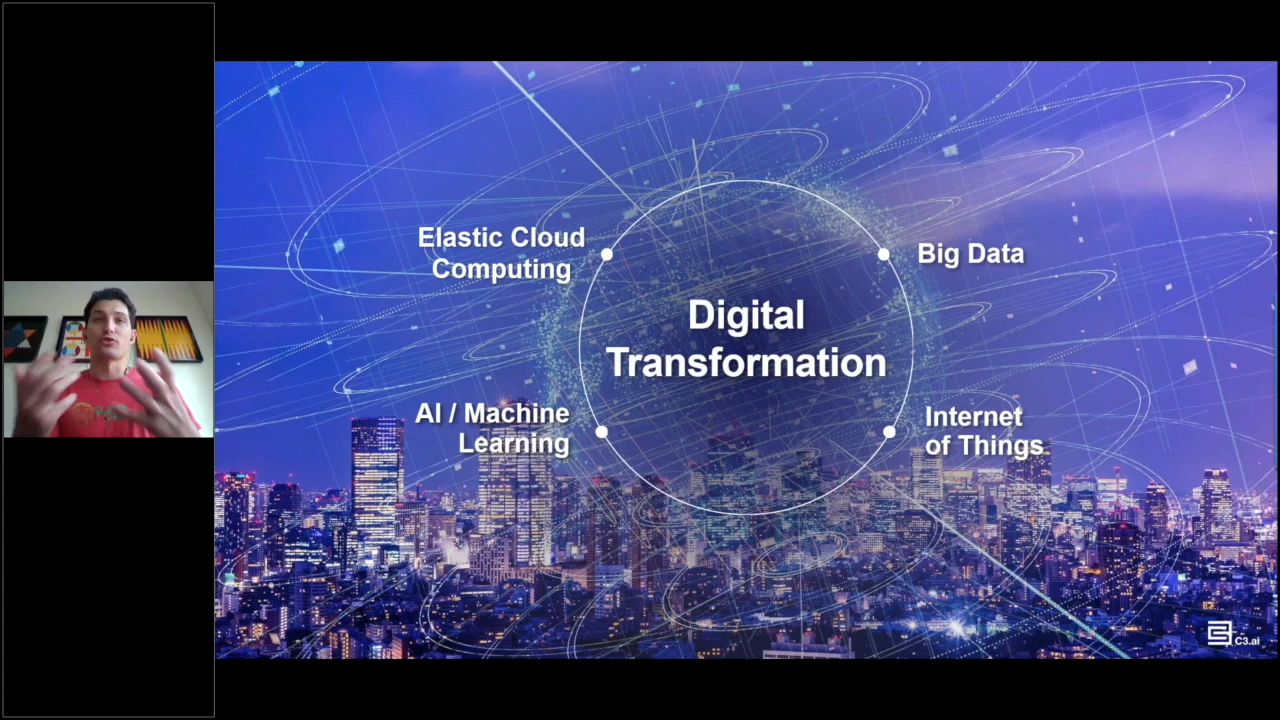 Elastic Cloud
Computing
Big Data
Digital
Transformation
AI / Machine
Learning
Internet
of Things
C3.ai